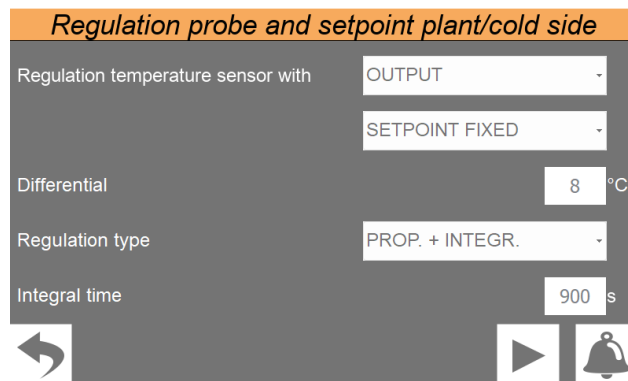 Regulation probe and setpoint plant/cold side
Regulation temperature sensor with OUTPUT
SETPOINT FIXED
Differential 8 °C
Regulation type PROP. + INTEGR.
Integral time 900 s